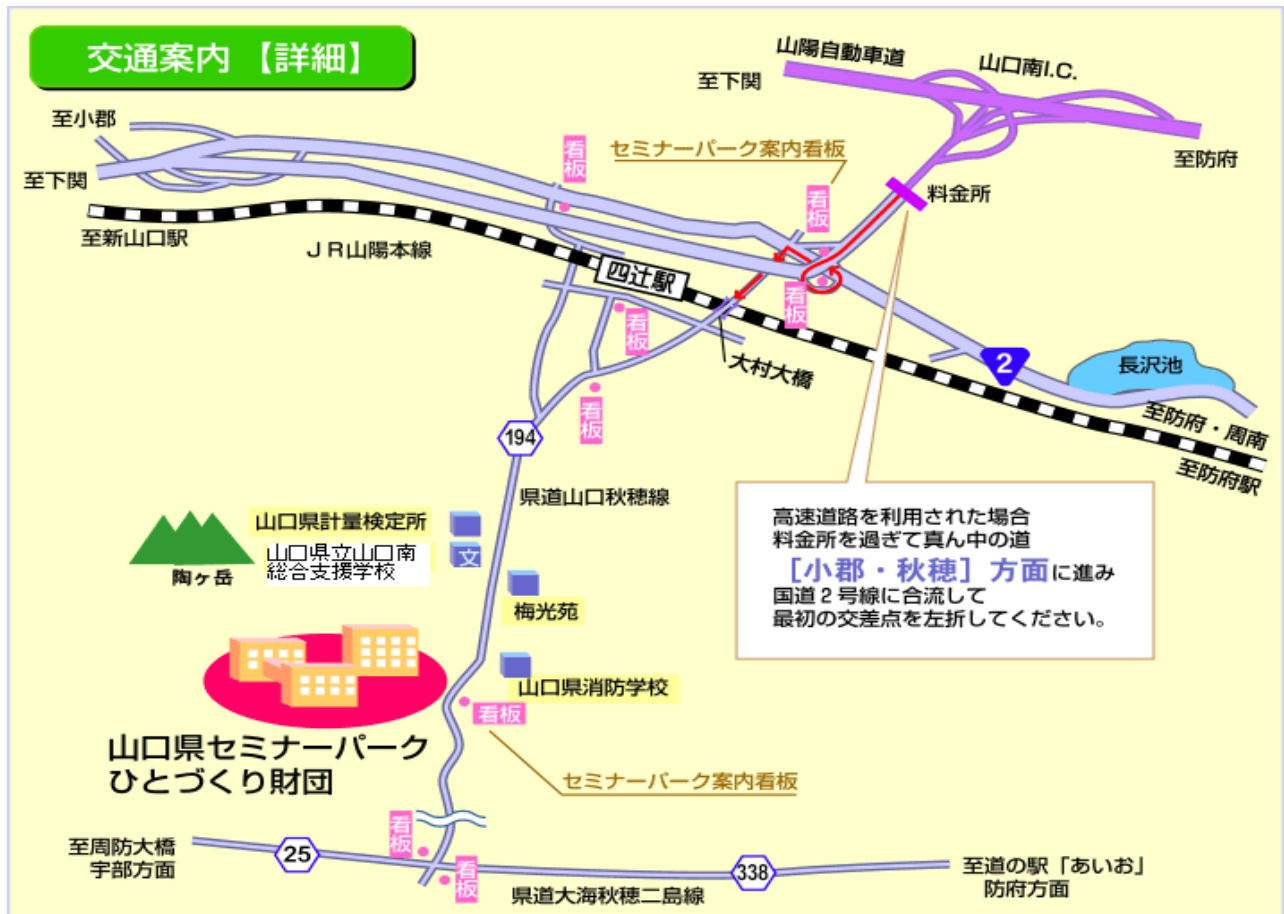 交通案内【詳細】
山陽自動車道
山口南I.C.
至下関
至防府
至小郡
至下関
看板
セミナーパーク案内看板
看板
料金所
至新山口駅
JR山陽本線
四辻駅
看板
看板
大村大橋
2
長沢池
至防府・周南
至防府駅
看板
194
県道山口秋穂線
高速道路を利用された場合
料金所を過ぎて真ん中の道
[小郡・秋穂]方面に進み
国道2号線に合流して
最初の交差点を左折してください。
山口県計量検定所
山口県立山口南
総合支援学校
文
陶ヶ岳
梅光苑
山口県消防学校
看板
山口県セミナーパーク
ひとづくり財団
セミナーパーク案内看板
看板
至周防大橋
宇部方面
25
看板
338
県道大海秋穂二島線
至道の駅「あいお」
防府方面